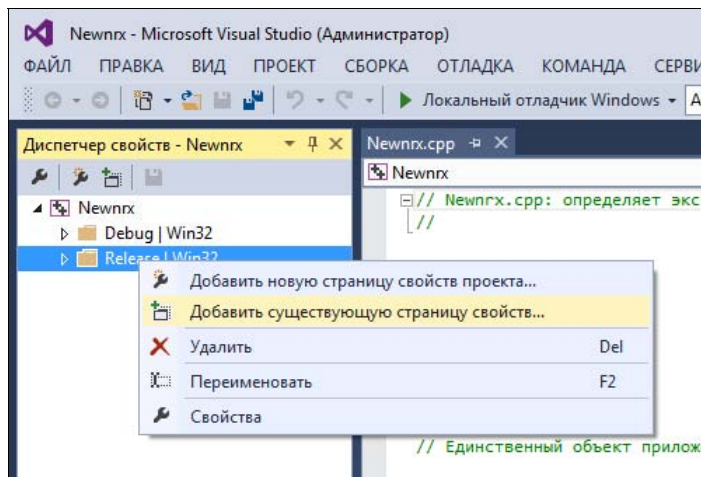 Newnrx - Microsoft Visual Studio (Администратор)
ФАЙЛ ПРАВКА ВИД ПРОЕКТ СБОРКА ОТЛАДКА КОМАНДА СЕРВИ
Локальный отладчик Windows A
Диспетчер свойств - Newnrx
Newnrx.cpp
Newnrx
// Newnrx.cpp: определяет экс
//
Newnrx
Debug | Win32
Release | Win32
Добавить новую страницу свойств проекта...
Добавить существующую страницу свойств...
Удалить Del
Переименовать F2
Свойства
// Единственный объект прилож